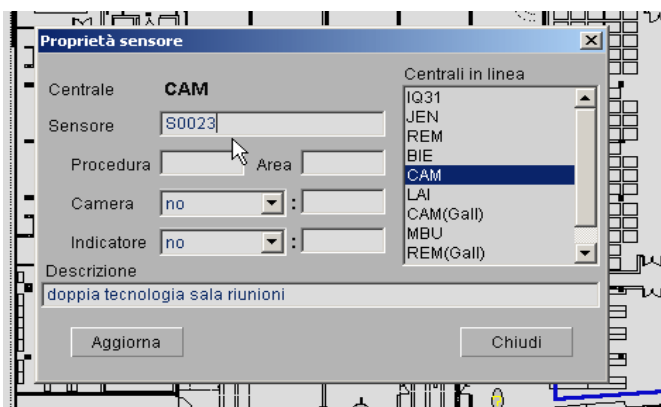 Proprietà sensore
Centrale CAM
Sensore S0023
Procedura Area
Camera no :
Indicatore no :
Centrali in linea
IQ31
JEN
REM
BIE
CAM
LAI
CAM(Gall)
MBU
REM(Gall)
Descrizione
doppia tecnologia sala riunioni
Aggiorna Chiudi